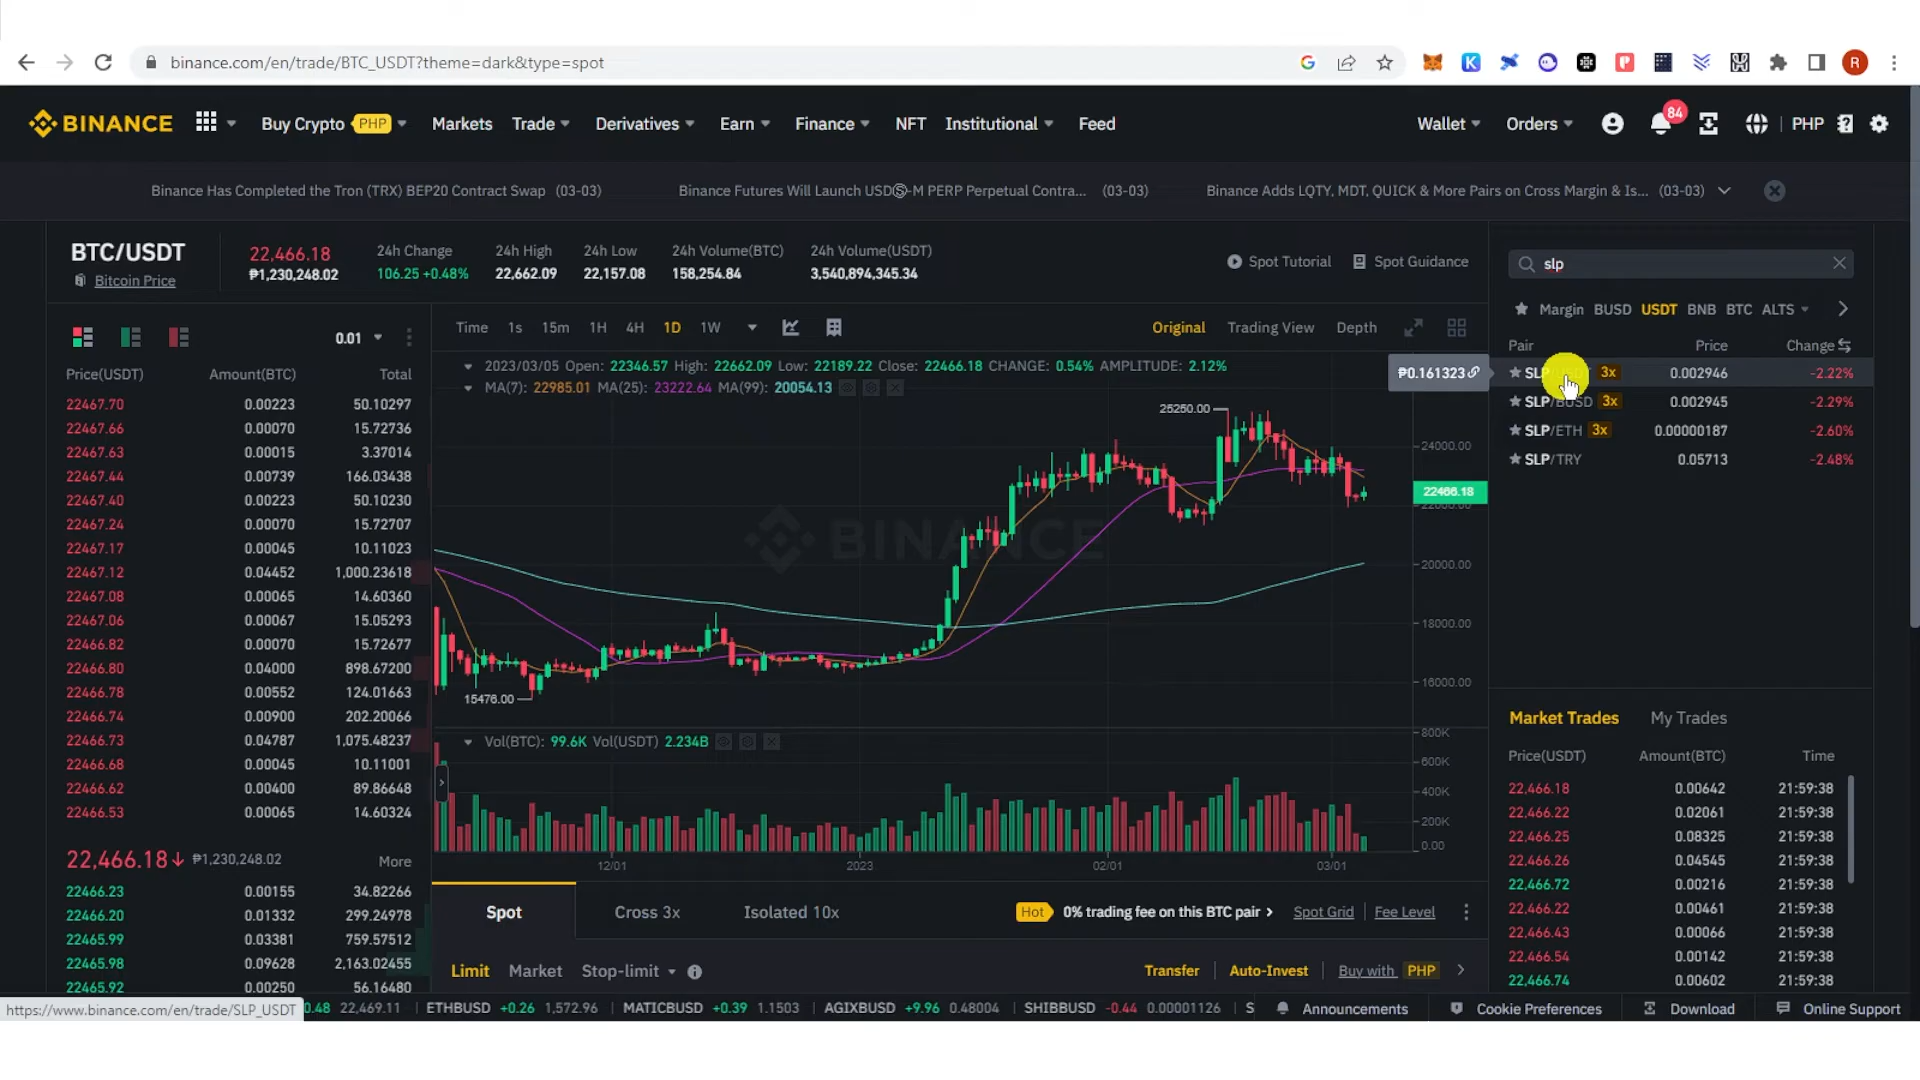 binance.com/en/trade/BTC_USDT?theme=dark&type=spot
R
BINANCE
Buy Crypto PHP Markets Trade Derivatives Earn Finance NFT Institutional Feed
Wallet Orders 84 PHP
Binance Has Completed the Tron (TRX) BEP20 Contract Swap (03-03)
Binance Futures Will Launch USDⓈ-M PERP Perpetual Contra... (03-03)
Binance Adds LQTY, MDT, QUICK & More Pairs on Cross Margin & Is... (03-03)
BTC/USDT
Bitcoin Price
22,466.18
₱1,230,248.02
24h Change
106.25 +0.48%
24h High
22,662.09
24h Low
22,157.08
24h Volume(BTC)
158,254.84
24h Volume(USDT)
3,540,894,345.34
Spot Tutorial
Spot Guidance
0.01
Price(USDT) Amount(BTC) Total
22467.70 0.00223 50.10297
22467.66 0.00070 15.72736
22467.63 0.00015 3.37014
22467.44 0.00739 166.03438
22467.40 0.00223 50.10230
22467.24 0.00070 15.72707
22467.17 0.00045 10.11023
22467.12 0.04452 1,000.23618
22467.08 0.00065 14.60360
22467.06 0.00067 15.05293
22466.82 0.00070 15.72677
22466.80 0.04000 898.67200
22466.78 0.00552 124.01663
22466.74 0.00900 202.20066
22466.73 0.04787 1,075.48237
22466.68 0.00045 10.11001
22466.62 0.00400 89.86648
22466.53 0.00065 14.60324
22,466.18↓ ₱1,230,248.02 More
22466.23 0.00155 34.82266
22466.20 0.01332 299.24978
22465.99 0.03381 759.57512
22465.98 0.09628 2,163.02455
22465.92 0.00250 56.16480
Time 1s 15m 1H 4H 1D 1W
Original Trading View Depth
2023/03/05 Open: 22346.57 High: 22662.09 Low: 22189.22 Close: 22466.18 CHANGE: 0.54% AMPLITUDE: 2.12%
MA(7): 22985.01 MA(25): 23222.64 MA(99): 20054.13
25250.00
24000.00
22466.18
22000.00
BINANCE
20000.00
18000.00
16000.00
15476.00
Vol(BTC): 99.6K Vol(USDT) 2.234B
800K
600K
400K
200K
0.00
12/01 2023 02/01 03/01
Spot Cross 3x Isolated 10x
Hot 0% trading fee on this BTC pair Spot Grid Fee Level
Limit Market Stop-limit
Transfer Auto-Invest Buy with PHP
slp
Margin BUSD USDT BNB BTC ALTS
Pair Price Change
₱0.161323
SLP 3x 0.002946 -2.22%
SLP/BUSD 3x 0.002945 -2.29%
SLP/ETH 3x 0.00000187 -2.60%
SLP/TRY 0.05713 -2.48%
Market Trades My Trades
Price(USDT) Amount(BTC) Time
22,466.18 0.00642 21:59:38
22,466.22 0.02061 21:59:38
22,466.25 0.08325 21:59:38
22,466.26 0.04545 21:59:38
22,466.72 0.00216 21:59:38
22,466.22 0.00461 21:59:38
22,466.43 0.00066 21:59:38
22,466.54 0.00142 21:59:38
22,466.74 0.00602 21:59:38
https://www.binance.com/en/trade/SLP_USDT 0.48 22,469.11 ETHBUSD +0.26 1,572.96 MATICBUSD +0.39 1.1503 AGIXBUSD +9.96 0.48004 SHIBBUSD -0.44 0.00001126 S
Announcements Cookie Preferences Download Online Support